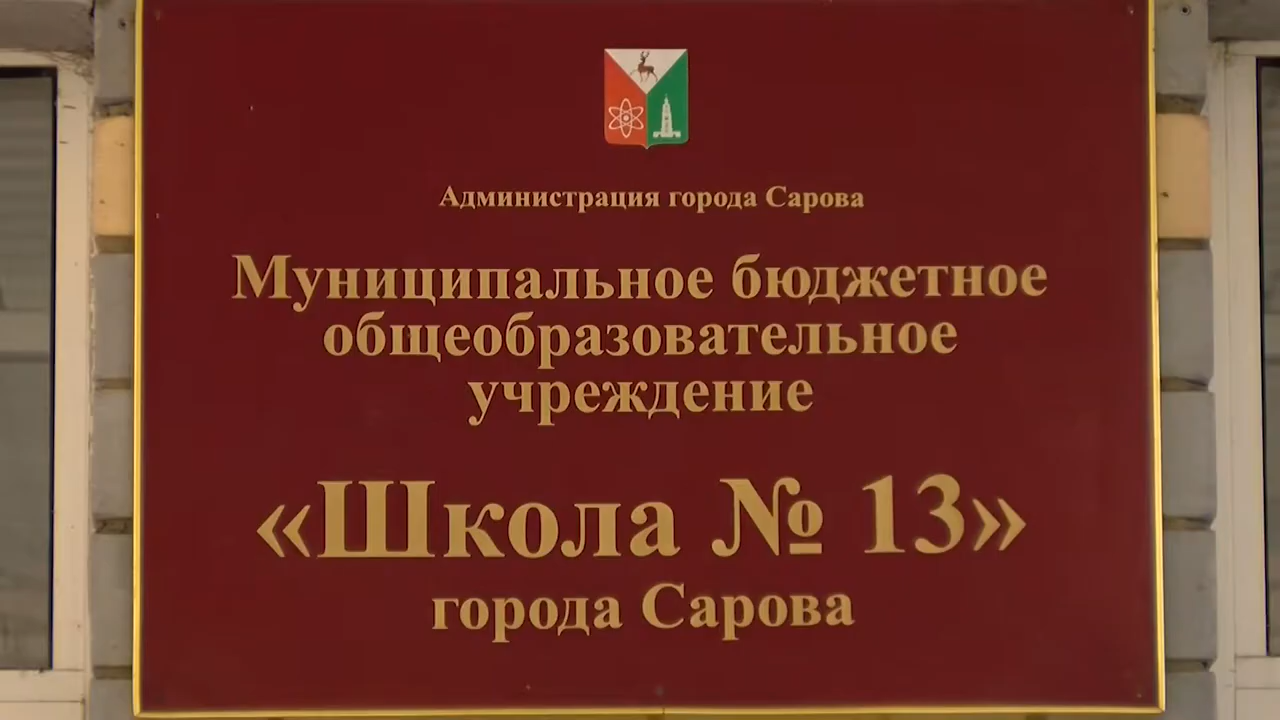 Администрация города Сарова
Муниципальное бюджетное
общеобразовательное
учреждение
«Школа № 13»
города Сарова